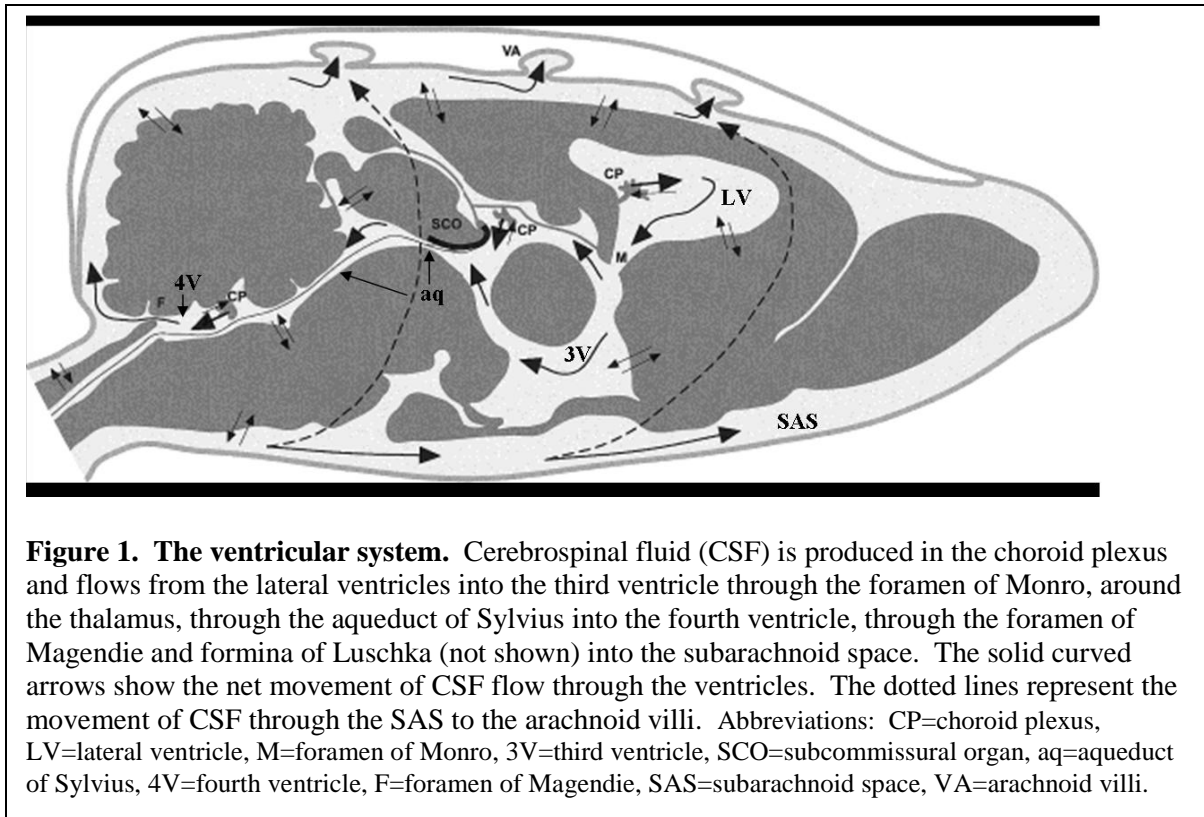 VA
CP
LV
SCO
CP
M
4V
F
CP
aq
3V
SAS
Figure 1. The ventricular system. Cerebrospinal fluid (CSF) is produced in the choroid plexus
and flows from the lateral ventricles into the third ventricle through the foramen of Monro, around
the thalamus, through the aqueduct of Sylvius into the fourth ventricle, through the foramen of
Magendie and formina of Luschka (not shown) into the subarachnoid space. The solid curved
arrows show the net movement of CSF flow through the ventricles. The dotted lines represent the
movement of CSF through the SAS to the arachnoid villi. Abbreviations: CP=choroid plexus,
LV=lateral ventricle, M=foramen of Monro, 3V=third ventricle, SCO=subcommissural organ, aq=aqueduct
of Sylvius, 4V=fourth ventricle, F=foramen of Magendie, SAS=subarachnoid space, VA=arachnoid villi.